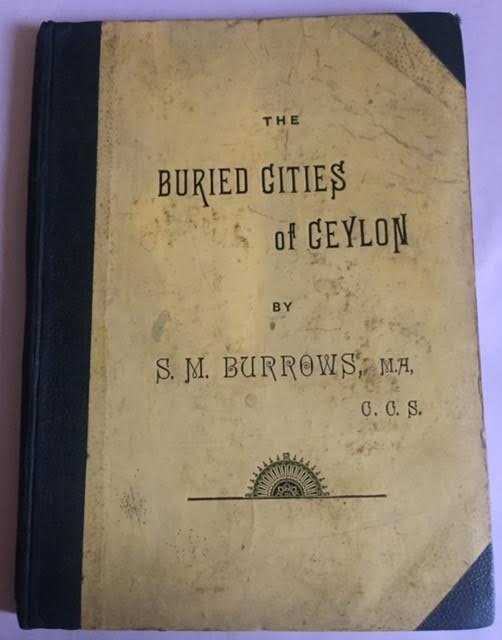 THE
BURIED CITIES
of CEYLON
BY
S. M. BURROWS, M.A,
C. C. S.